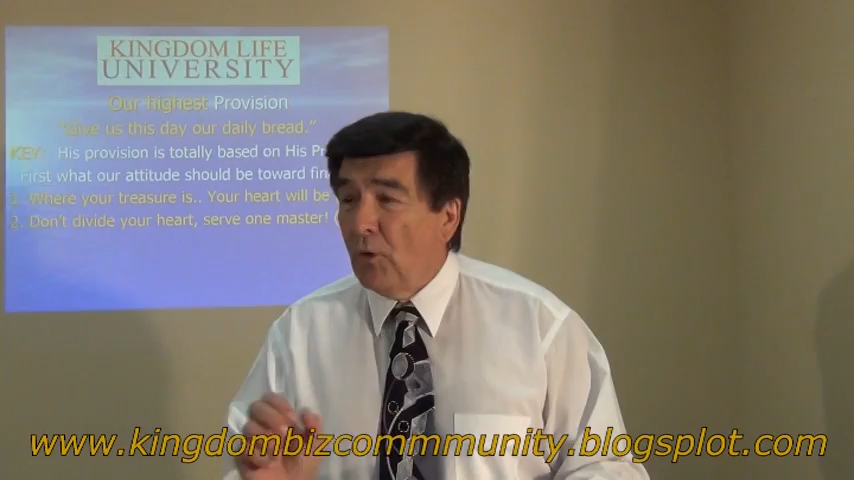 KINGDOM LIFE
UNIVERSITY
Our highest Provision
"Give us this day our daily bread."
KEY: His provision is totally based on His
First what our attitude should be toward
1. Where your treasure is.. Your heart will be
2. Don't divide your heart, serve one master!
www.kingdombizcommmunity.blogsplot.com